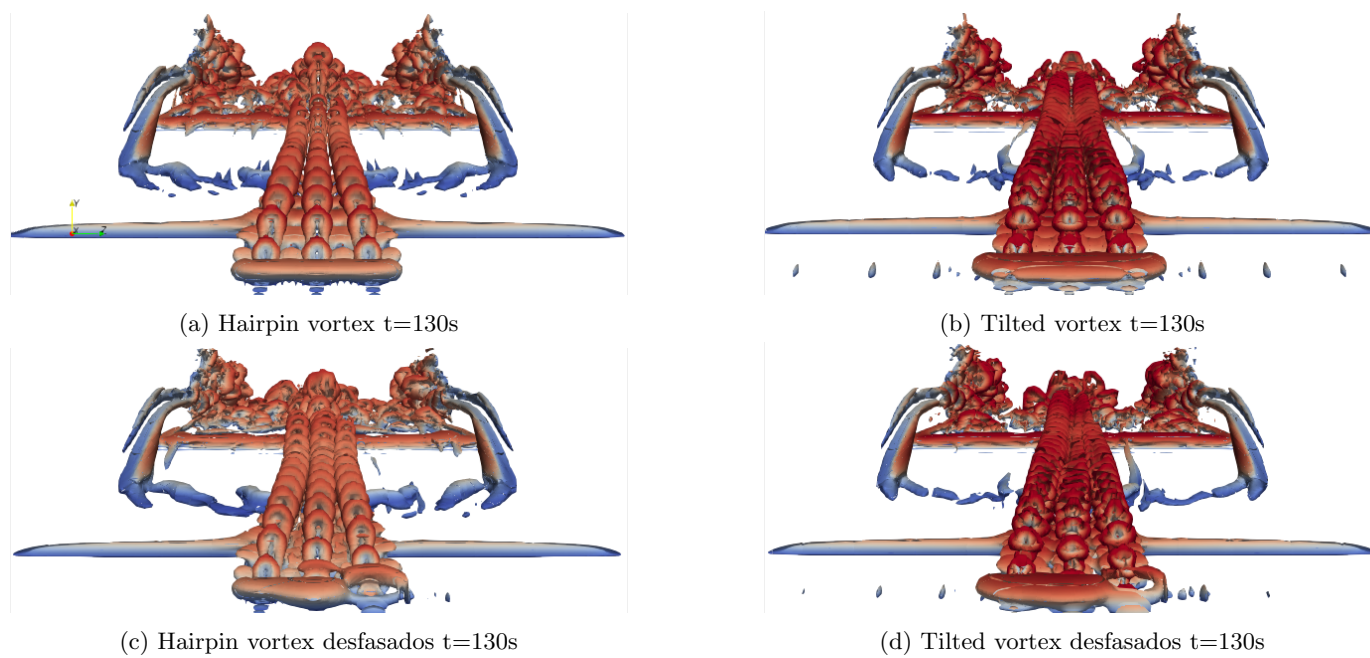 Y
Z
(a) Hairpin vortex t=130s
(b) Tilted vortex t=130s
(c) Hairpin vortex desfasados t=130s
(d) Tilted vortex desfasados t=130s